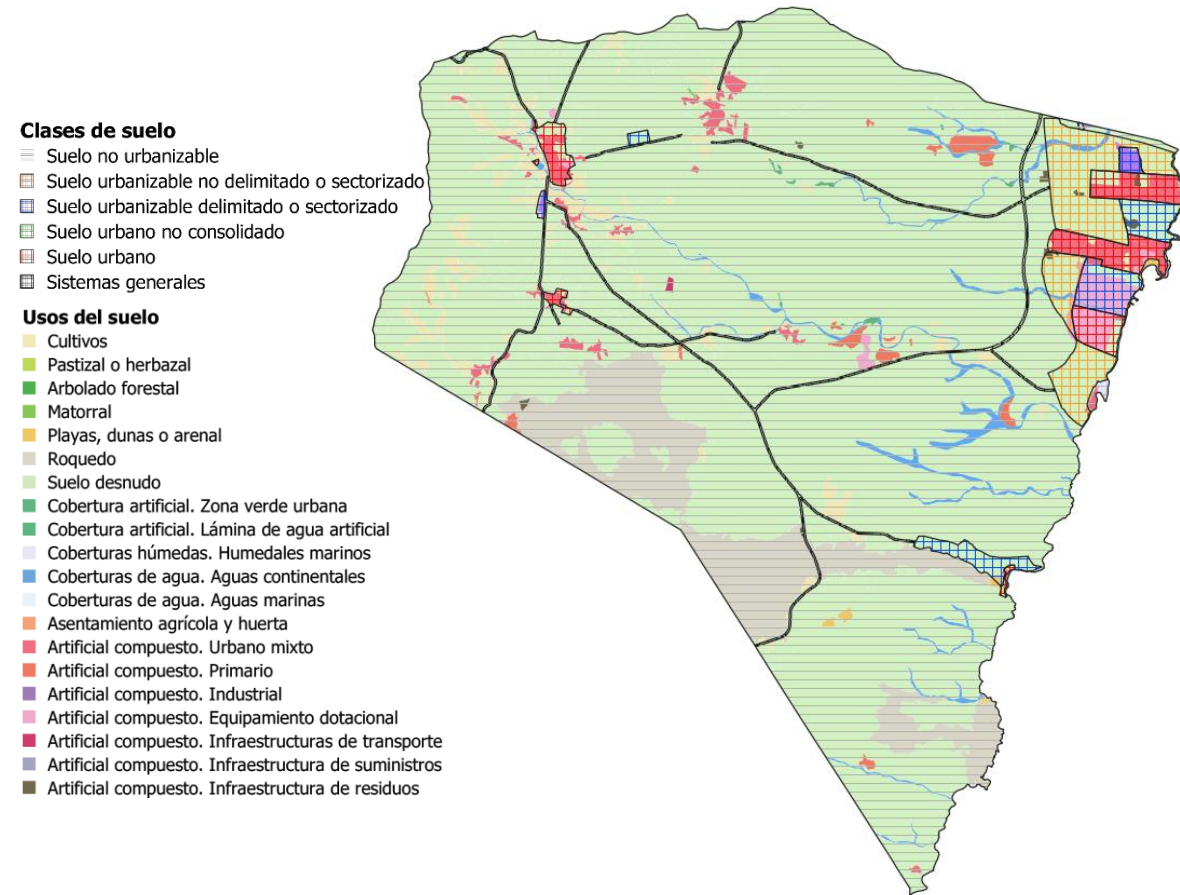 Clases de suelo
Suelo no urbanizable
Suelo urbanizable no delimitado o sectorizado
Suelo urbanizable delimitado o sectorizado
Suelo urbano no consolidado
Suelo urbano
Sistemas generales
Usos del suelo
Cultivos
Pastizal o herbazal
Arbolado forestal
Matorral
Playas, dunas o arenal
Roquedo
Suelo desnudo
Cobertura artificial. Zona verde urbana
Cobertura artificial. Lámina de agua artificial
Coberturas húmedas. Humedales marinos
Coberturas de agua. Aguas continentales
Coberturas de agua. Aguas marinas
Asentamiento agrícola y huerta
Artificial compuesto. Urbano mixto
Artificial compuesto. Primario
Artificial compuesto. Industrial
Artificial compuesto. Equipamiento dotacional
Artificial compuesto. Infraestructuras de transporte
Artificial compuesto. Infraestructura de suministros
Artificial compuesto. Infraestructura de residuos